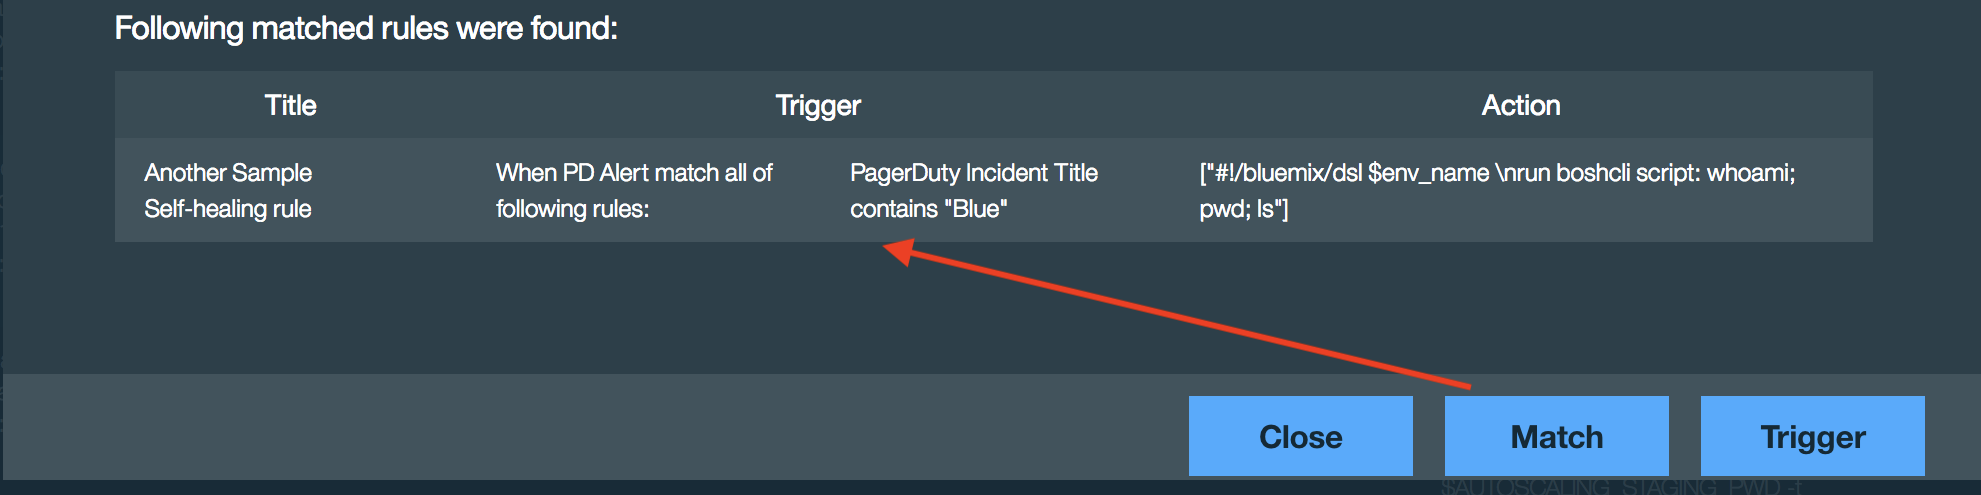 Following matched rules were found:
Title Trigger Action
Another Sample When PD Alert match all of PagerDuty Incident Title ["#!/bluemix/dsl $env_name \nrun boshcli script: whoami;
Self-healing rule following rules: contains "Blue" pwd; ls"]
Close Match Trigger
$AUTOSCALING_STAGING_PWD -t